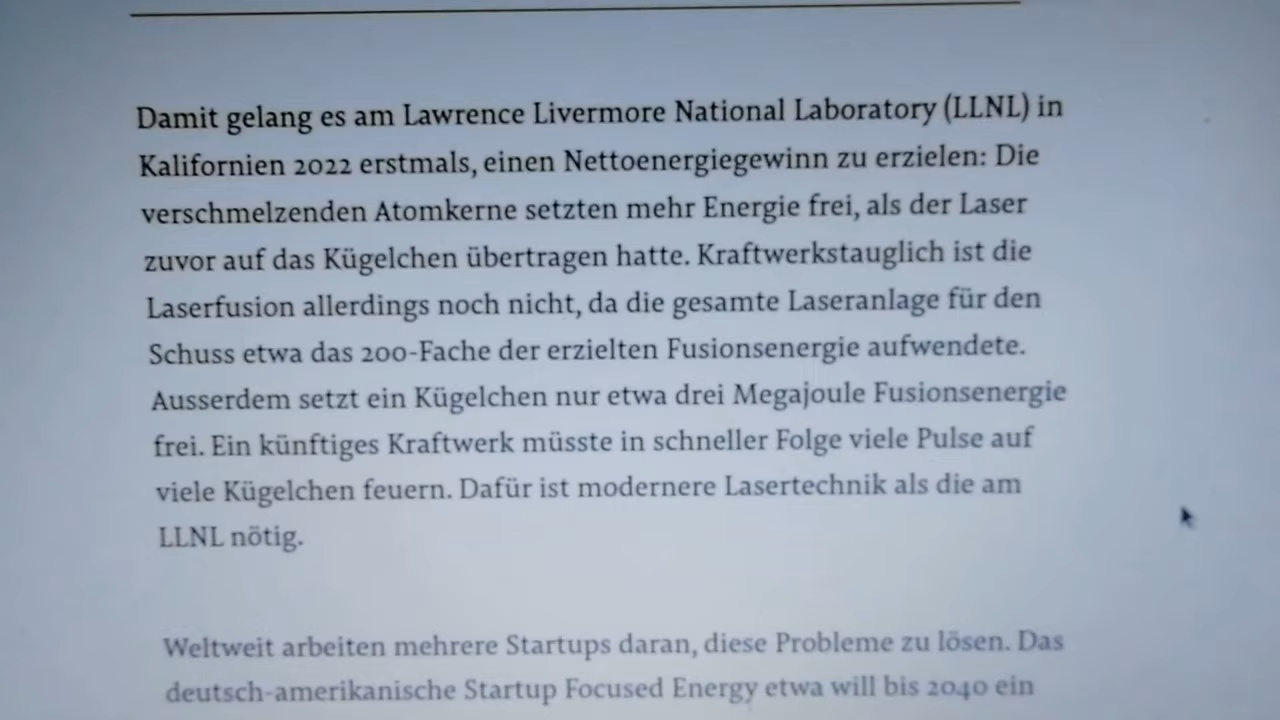 Damit gelang es am Lawrence Livermore National Laboratory (LLNL) in
Kalifornien 2022 erstmals, einen Nettoenergiegewinn zu erzielen: Die
verschmelzenden Atomkerne setzten mehr Energie frei, als der Laser
zuvor auf das Kügelchen übertragen hatte. Kraftwerkstauglich ist die
Laserfusion allerdings noch nicht, da die gesamte Laseranlage für den
Schuss etwa das 200-Fache der erzielten Fusionsenergie aufwendete.
Ausserdem setzt ein Kügelchen nur etwa drei Megajoule Fusionsenergie
frei. Ein künftiges Kraftwerk müsste in schneller Folge viele Pulse auf
viele Kügelchen feuern. Dafür ist modernere Lasertechnik als die am
LLNL nötig.
Weltweit arbeiten mehrere Startups daran, diese Probleme zu lösen. Das
deutsch-amerikanische Startup Focused Energy etwa will bis 2040 ein